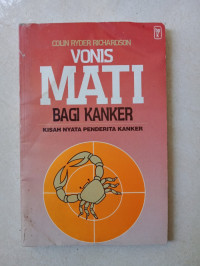 COLIN RYDER RICHARDSON
VONIS
MATI
BAGI KANKER
KISAH NYATA PENDERITA KANKER